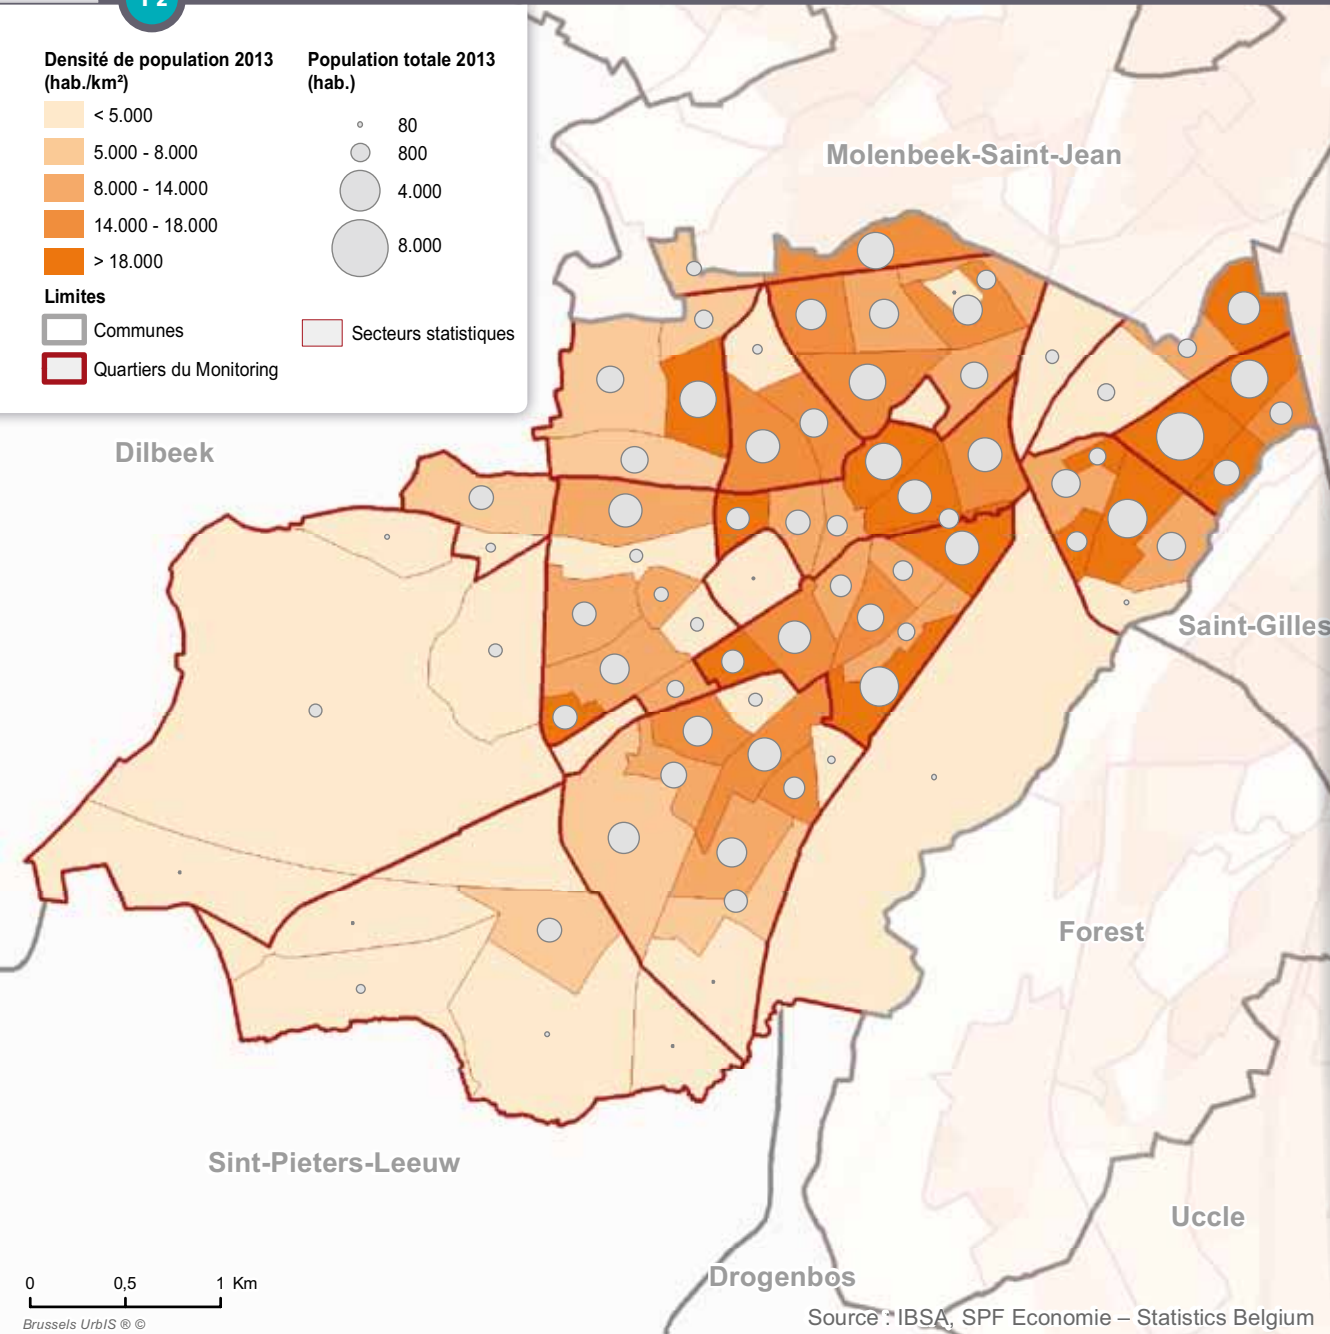 Densité de population 2013
(hab./km²)
< 5.000
5.000 - 8.000
8.000 - 14.000
14.000 - 18.000
> 18.000
Limites
Communes
Quartiers du Monitoring
Population totale 2013
(hab.)
80
800
4.000
8.000
Secteurs statistiques
Molenbeek-Saint-Jean
Dilbeek
Saint-Gilles
Forest
Sint-Pieters-Leeuw
Uccle
Drogenbos
0 0,5 1 Km
Brussels UrbIS ® ©
Source : IBSA, SPF Economie – Statistics Belgium